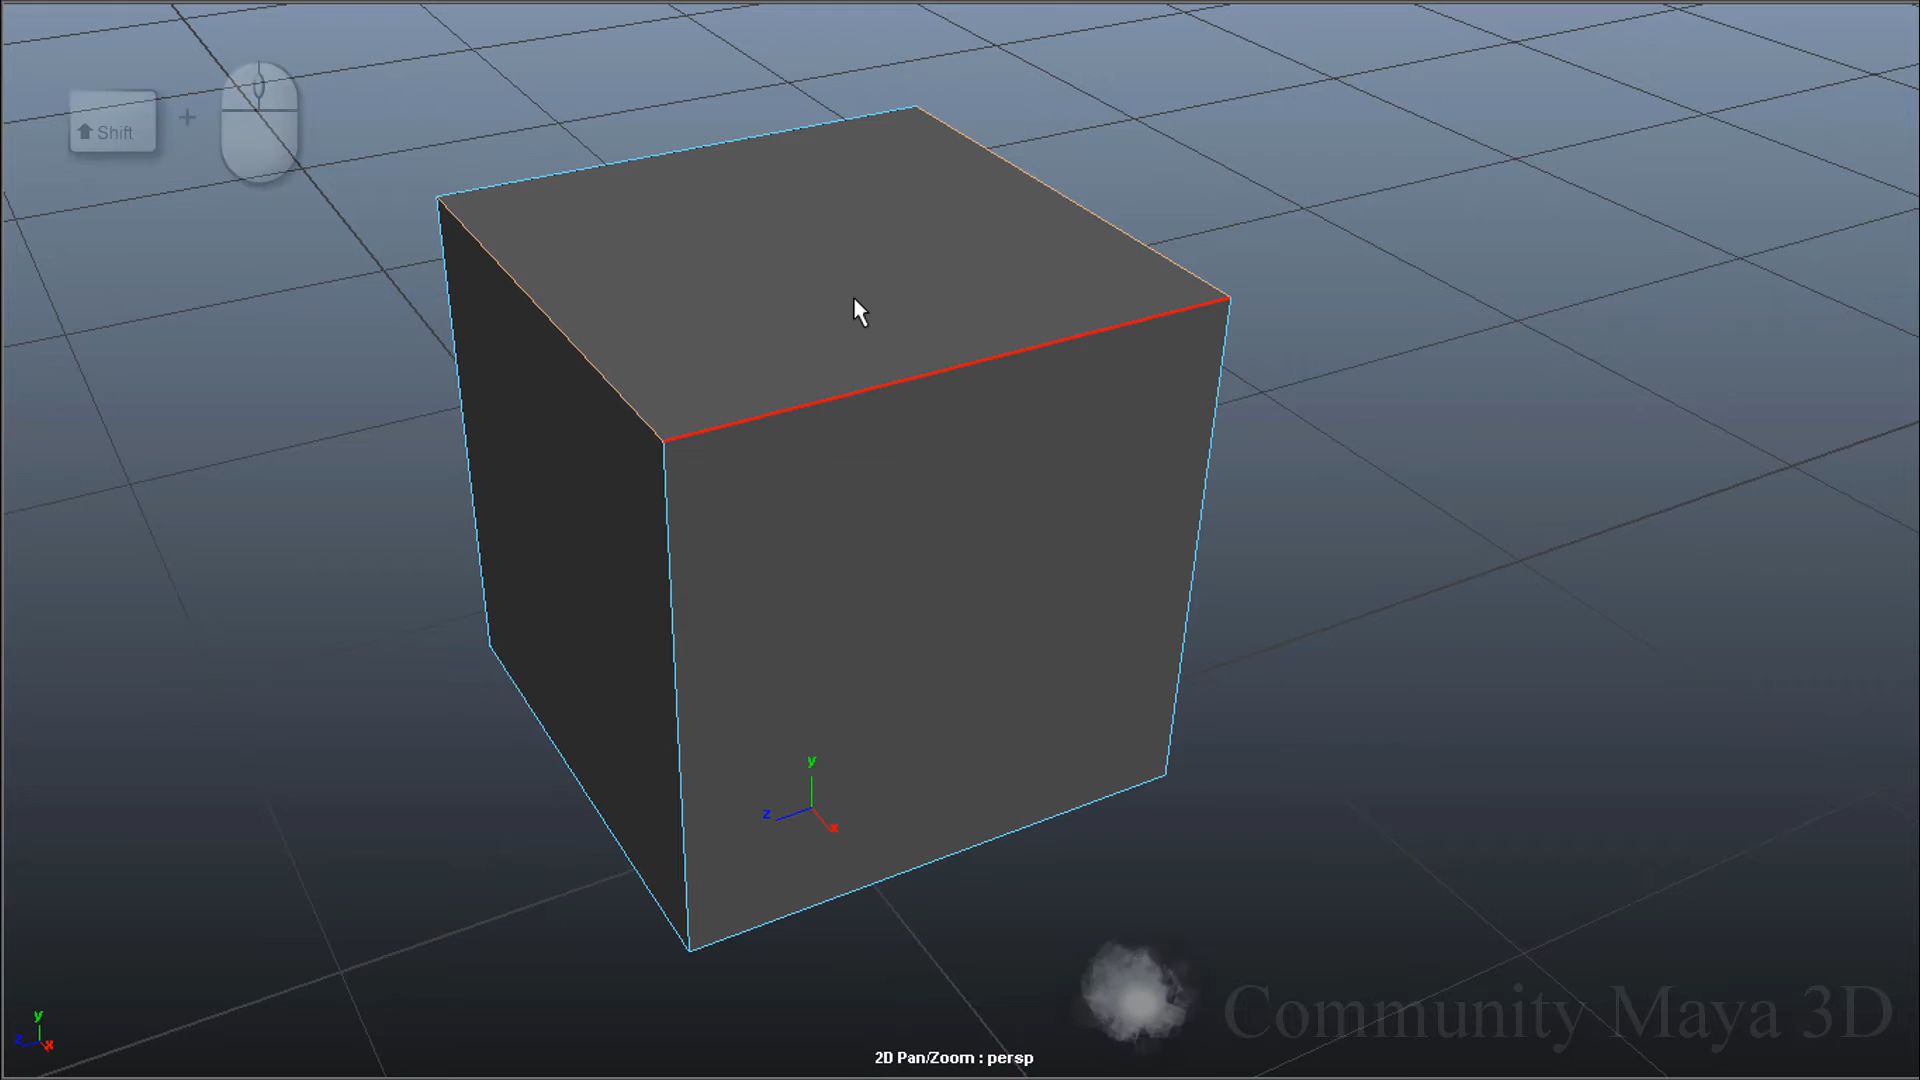 Shift
+
y
z
x
Community Maya 3D
y
z
x
2D Pan/Zoom : persp